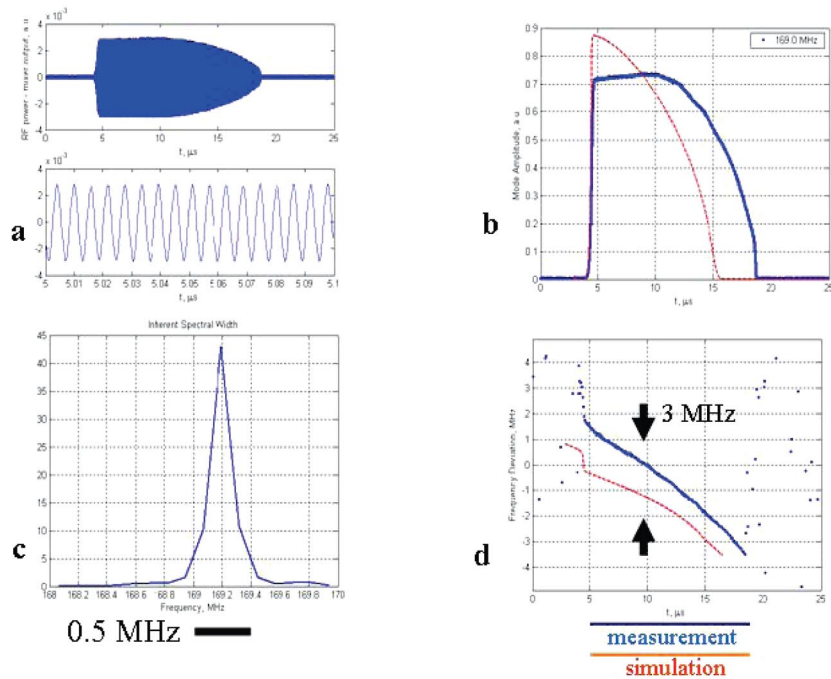 x 10⁻³
4
2
0
-2
-4
0 5 10 15 20 25
RF power - mixer output, a u
t, μs
x 10⁻³
4
2
0
-2
-4
5 5.01 5.02 5.03 5.04 5.05 5.06 5.07 5.08 5.09 5.1
t, μs
a
0.9
0.8
0.7
0.6
0.5
0.4
0.3
0.2
0.1
0
0 5 10 15 20 25
Mode Amplitude, a u
t, μs
169.0 MHz
b
Inherent Spectral Width
45
40
35
30
25
20
15
10
5
0
168 168.2 168.4 168.6 168.8 169 169.2 169.4 169.6 169.8 170
Frequency, MHz
c
0.5 MHz
4
3
2
1
0
-1
-2
-3
-4
0 5 10 15 20 25
Frequency Deviation, MHz
t, μs
3 MHz
d
measurement
simulation